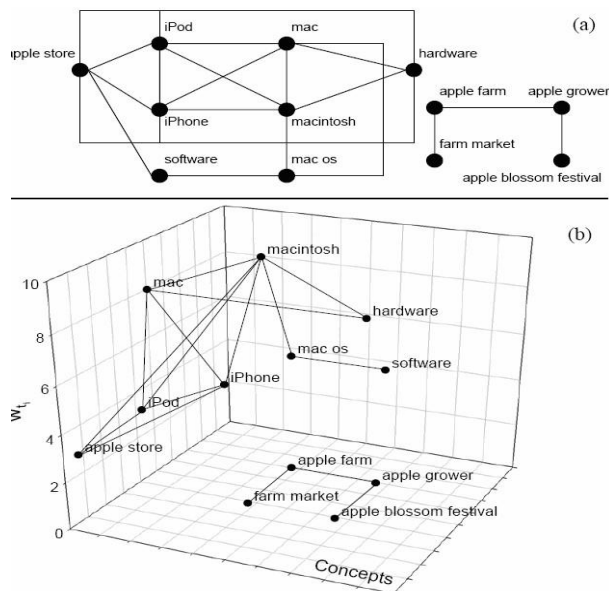 (a)
iPod
mac
apple store
hardware
iPhone
macintosh
apple farm
apple grower
farm market
software
mac os
apple blossom festival
(b)
macintosh
10
mac
hardware
8
mac os
software
iPhone
6
iPod
w_ti
4
apple store
apple farm
apple grower
2
farm market
apple blossom festival
0
Concepts